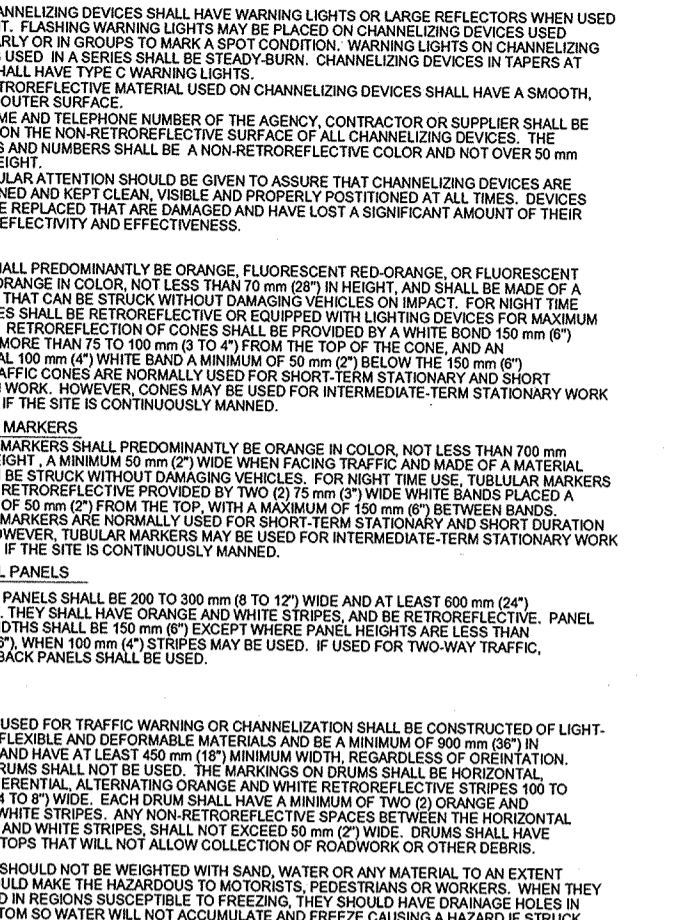 ANNELIZING DEVICES SHALL HAVE WARNING LIGHTS OR LARGE REFLECTORS WHEN USED
T. FLASHING WARNING LIGHTS MAY BE PLACED ON CHANNELIZING DEVICES USED
RLY OR IN GROUPS TO MARK A SPOT CONDITION. WARNING LIGHTS ON CHANNELIZING
USED IN A SERIES SHALL BE STEADY-BURN. CHANNELIZING DEVICES IN TAPERS AT
HALL HAVE TYPE C WARNING LIGHTS.
TROREFLECTIVE MATERIAL USED ON CHANNELIZING DEVICES SHALL HAVE A SMOOTH,
OUTER SURFACE.
ME AND TELEPHONE NUMBER OF THE AGENCY, CONTRACTOR OR SUPPLIER SHALL BE
ON THE NON-RETROREFLECTIVE SURFACE OF ALL CHANNELIZING DEVICES. THE
S AND NUMBERS SHALL BE A NON-RETROREFLECTIVE COLOR AND NOT OVER 50 mm
EIGHT.
ULAR ATTENTION SHOULD BE GIVEN TO ASSURE THAT CHANNELIZING DEVICES ARE
NED AND KEPT CLEAN, VISIBLE AND PROPERLY POSTITIONED AT ALL TIMES. DEVICES
E REPLACED THAT ARE DAMAGED AND HAVE LOST A SIGNIFICANT AMOUNT OF THEIR
EFLECTIVITY AND EFFECTIVENESS.
ALL PREDOMINANTLY BE ORANGE, FLUORESCENT RED-ORANGE, OR FLUORESCENT
ORANGE IN COLOR, NOT LESS THAN 70 mm (28") IN HEIGHT, AND SHALL BE MADE OF A
THAT CAN BE STRUCK WITHOUT DAMAGING VEHICLES ON IMPACT. FOR NIGHT TIME
ES SHALL BE RETROREFLECTIVE OR EQUIPPED WITH LIGHTING DEVICES FOR MAXIMUM
RETROREFLECTION OF CONES SHALL BE PROVIDED BY A WHITE BOND 150 mm (6")
MORE THAN 75 TO 100 mm (3 TO 4") FROM THE TOP OF THE CONE, AND AN
AL 100 mm (4") WHITE BAND A MINIMUM OF 50 mm (2") BELOW THE 150 mm (6")
AFFIC CONES ARE NORMALLY USED FOR SHORT-TERM STATIONARY AND SHORT
WORK. HOWEVER, CONES MAY BE USED FOR INTERMEDIATE-TERM STATIONARY WORK
IF THE SITE IS CONTINUOUSLY MANNED.
MARKERS
MARKERS SHALL PREDOMINANTLY BE ORANGE IN COLOR, NOT LESS THAN 700 mm
IGHT , A MINIMUM 50 mm (2") WIDE WHEN FACING TRAFFIC AND MADE OF A MATERIAL
BE STRUCK WITHOUT DAMAGING VEHICLES. FOR NIGHT TIME USE, TUBLULAR MARKERS
RETROREFLECTIVE PROVIDED BY TWO (2) 75 mm (3") WIDE WHITE BANDS PLACED A
OF 50 mm (2") FROM THE TOP, WITH A MAXIMUM OF 150 mm (6") BETWEEN BANDS.
MARKERS ARE NORMALLY USED FOR SHORT-TERM STATIONARY AND SHORT DURATION
OWEVER, TUBULAR MARKERS MAY BE USED FOR INTERMEDIATE-TERM STATIONARY WORK
IF THE SITE IS CONTINUOUSLY MANNED.
L PANELS
PANELS SHALL BE 200 TO 300 mm (8 TO 12") WIDE AND AT LEAST 600 mm (24")
. THEY SHALL HAVE ORANGE AND WHITE STRIPES, AND BE RETROREFLECTIVE. PANEL
IDTHS SHALL BE 150 mm (6") EXCEPT WHERE PANEL HEIGHTS ARE LESS THAN
6"), WHEN 100 mm (4") STRIPES MAY BE USED. IF USED FOR TWO-WAY TRAFFIC,
BACK PANELS SHALL BE USED.
USED FOR TRAFFIC WARNING OR CHANNELIZATION SHALL BE CONSTRUCTED OF LIGHT-
FLEXIBLE AND DEFORMABLE MATERIALS AND BE A MINIMUM OF 900 mm (36") IN
AND HAVE AT LEAST 450 mm (18") MINIMUM WIDTH, REGARDLESS OF OREINTATION.
RUMS SHALL NOT BE USED. THE MARKINGS ON DRUMS SHALL BE HORIZONTAL,
ERENTIAL, ALTERNATING ORANGE AND WHITE RETROREFLECTIVE STRIPES 100 TO
4 TO 8") WIDE. EACH DRUM SHALL HAVE A MINIMUM OF TWO (2) ORANGE AND
WHITE STRIPES. ANY NON-RETROREFLECTIVE SPACES BETWEEN THE HORIZONTAL
AND WHITE STRIPES, SHALL NOT EXCEED 50 mm (2") WIDE. DRUMS SHALL HAVE
TOPS THAT WILL NOT ALLOW COLLECTION OF ROADWORK OR OTHER DEBRIS.
SHOULD NOT BE WEIGHTED WITH SAND, WATER OR ANY MATERIAL TO AN EXTENT
ULD MAKE THE HAZARDOUS TO MOTORISTS, PEDESTRIANS OR WORKERS. WHEN THEY
D IN REGIONS SUSCEPTIBLE TO FREEZING, THEY SHOULD HAVE DRAINAGE HOLES IN
TOM SO WATER WILL NOT ACCUMULATE AND FREEZE CAUSING A HAZARD IF STRUCK